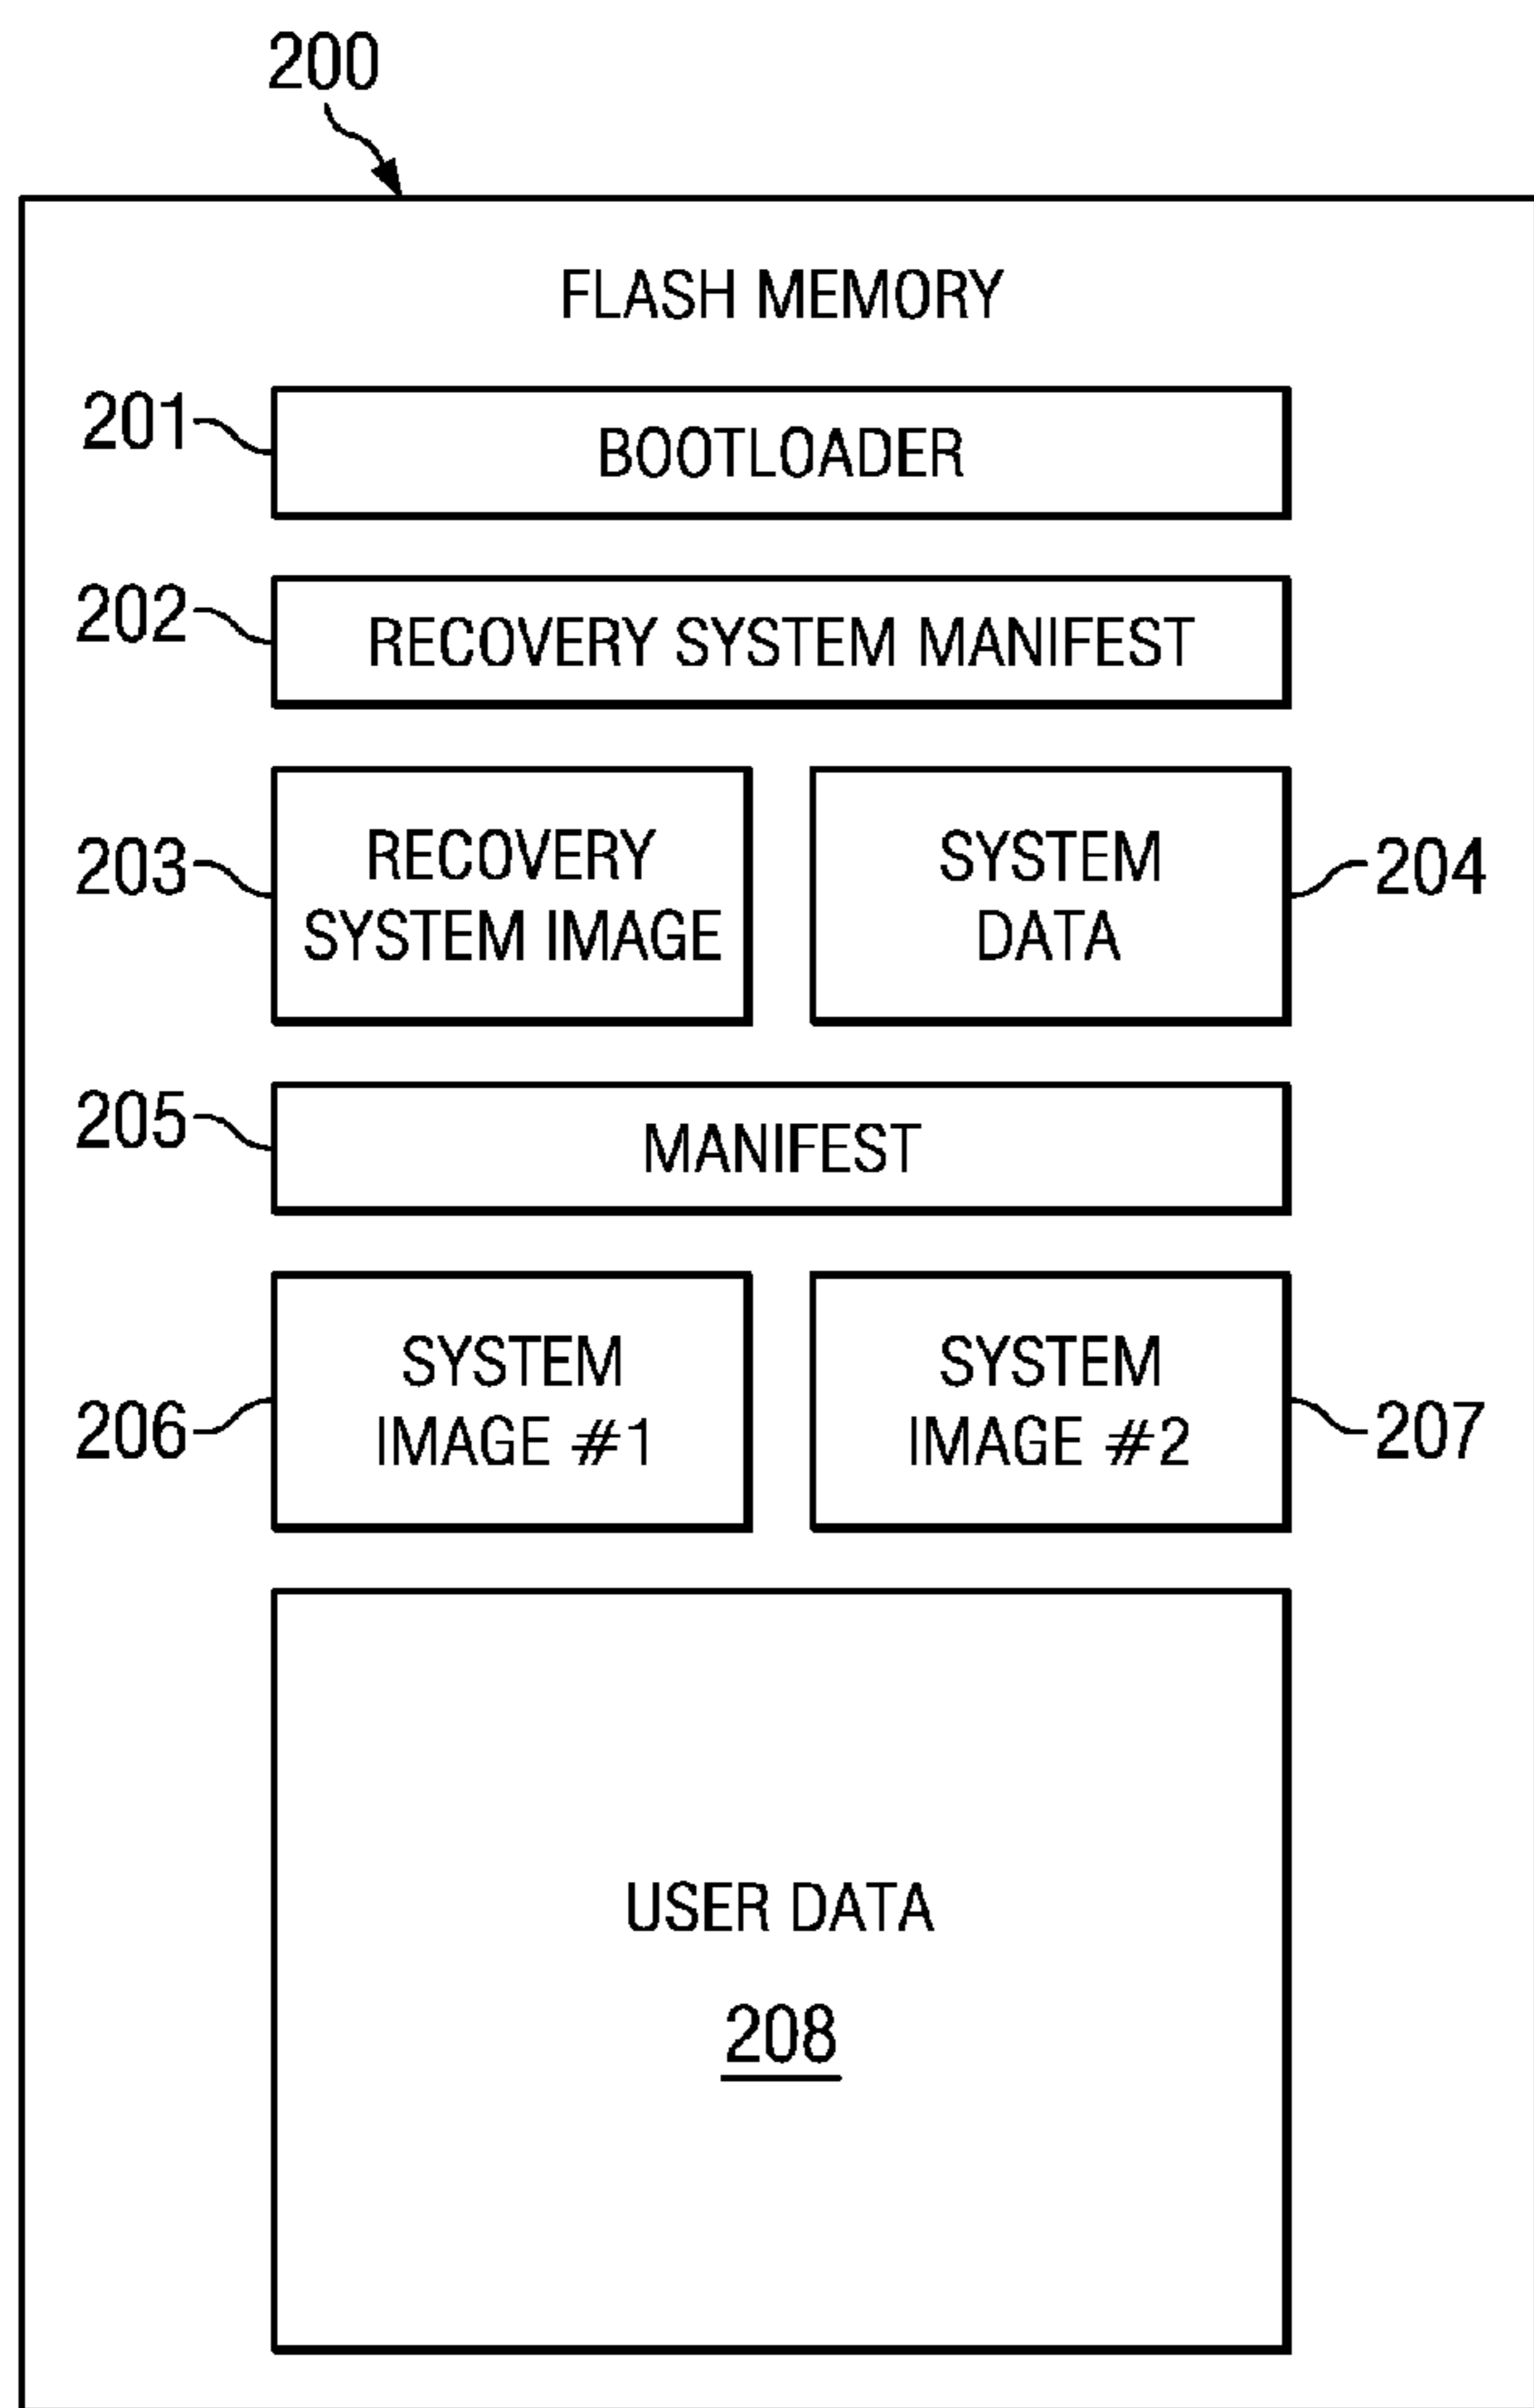 200
FLASH MEMORY
201
BOOTLOADER
202
RECOVERY SYSTEM MANIFEST
203
RECOVERY
SYSTEM IMAGE
SYSTEM
DATA
204
205
MANIFEST
206
SYSTEM
IMAGE #1
SYSTEM
IMAGE #2
207
USER DATA
208